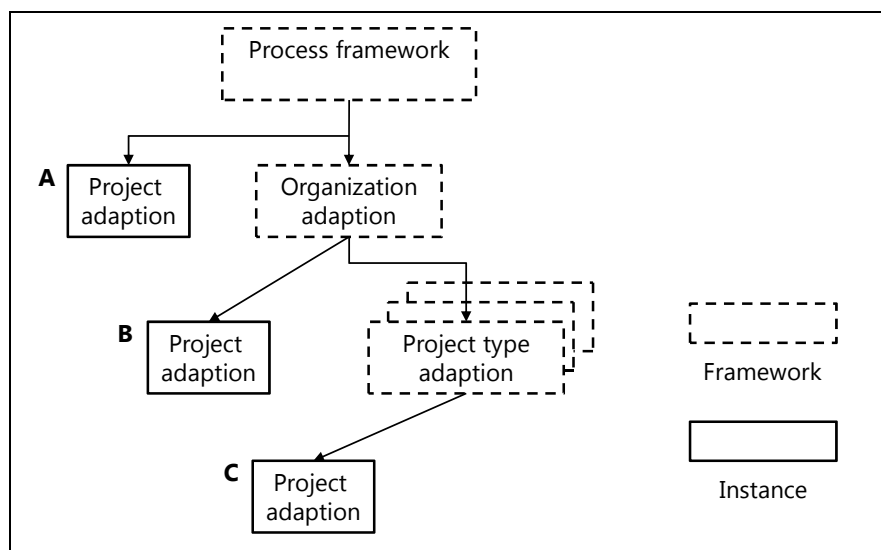 Process framework
A
Project
adaption
Organization
adaption
B
Project
adaption
Project type
adaption
Framework
C
Project
adaption
Instance